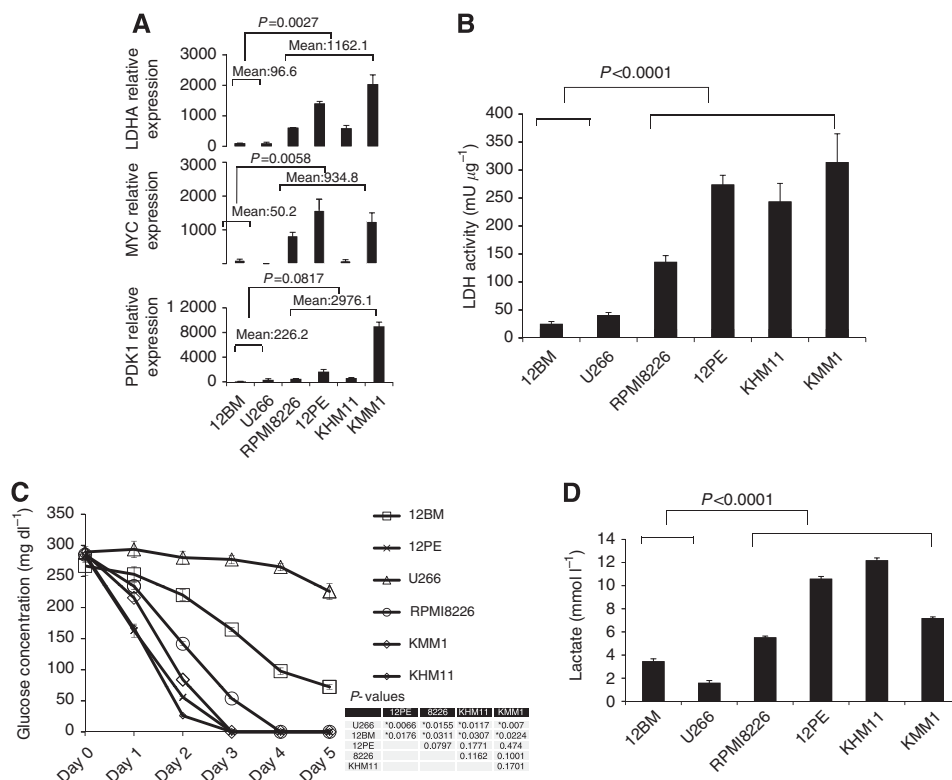 A
P=0.0027
Mean:1162.1
Mean:96.6
LDHA relative expression
3000
2000
1000
0
P=0.0058
Mean:934.8
Mean:50.2
MYC relative expression
3000
2000
1000
P=0.0817
Mean:2976.1
Mean:226.2
PDK1 relative expression
1 2000
8000
4000
0
12BM
U266
RPMI8226
12PE
KHM11
KMM1
B
P<0.0001
LDH activity (mU μg⁻¹)
400
350
300
250
200
150
100
50
0
12BM
U266
RPMI8226
12PE
KHM11
KMM1
C
Glucose concentration (mg dl⁻¹)
350
300
250
200
150
100
50
0
Day 0
Day 1
Day 2
Day 3
Day 4
Day 5
12BM
12PE
U266
RPMI8226
KMM1
KHM11
P-values
12PE 8226 KHM11 KMM1
U266 *0.0066 *0.0155 *0.0117 *0.007
12BM *0.0176 *0.0311 *0.0307 *0.0224
12PE 0.0797 0.1771 0.474
8226 0.1162 0.1001
KHM11 0.1701
D
P<0.0001
Lactate (mmol l⁻¹)
14
12
10
8
6
4
2
0
12BM
U266
RPMI8226
12PE
KHM11
KMM1